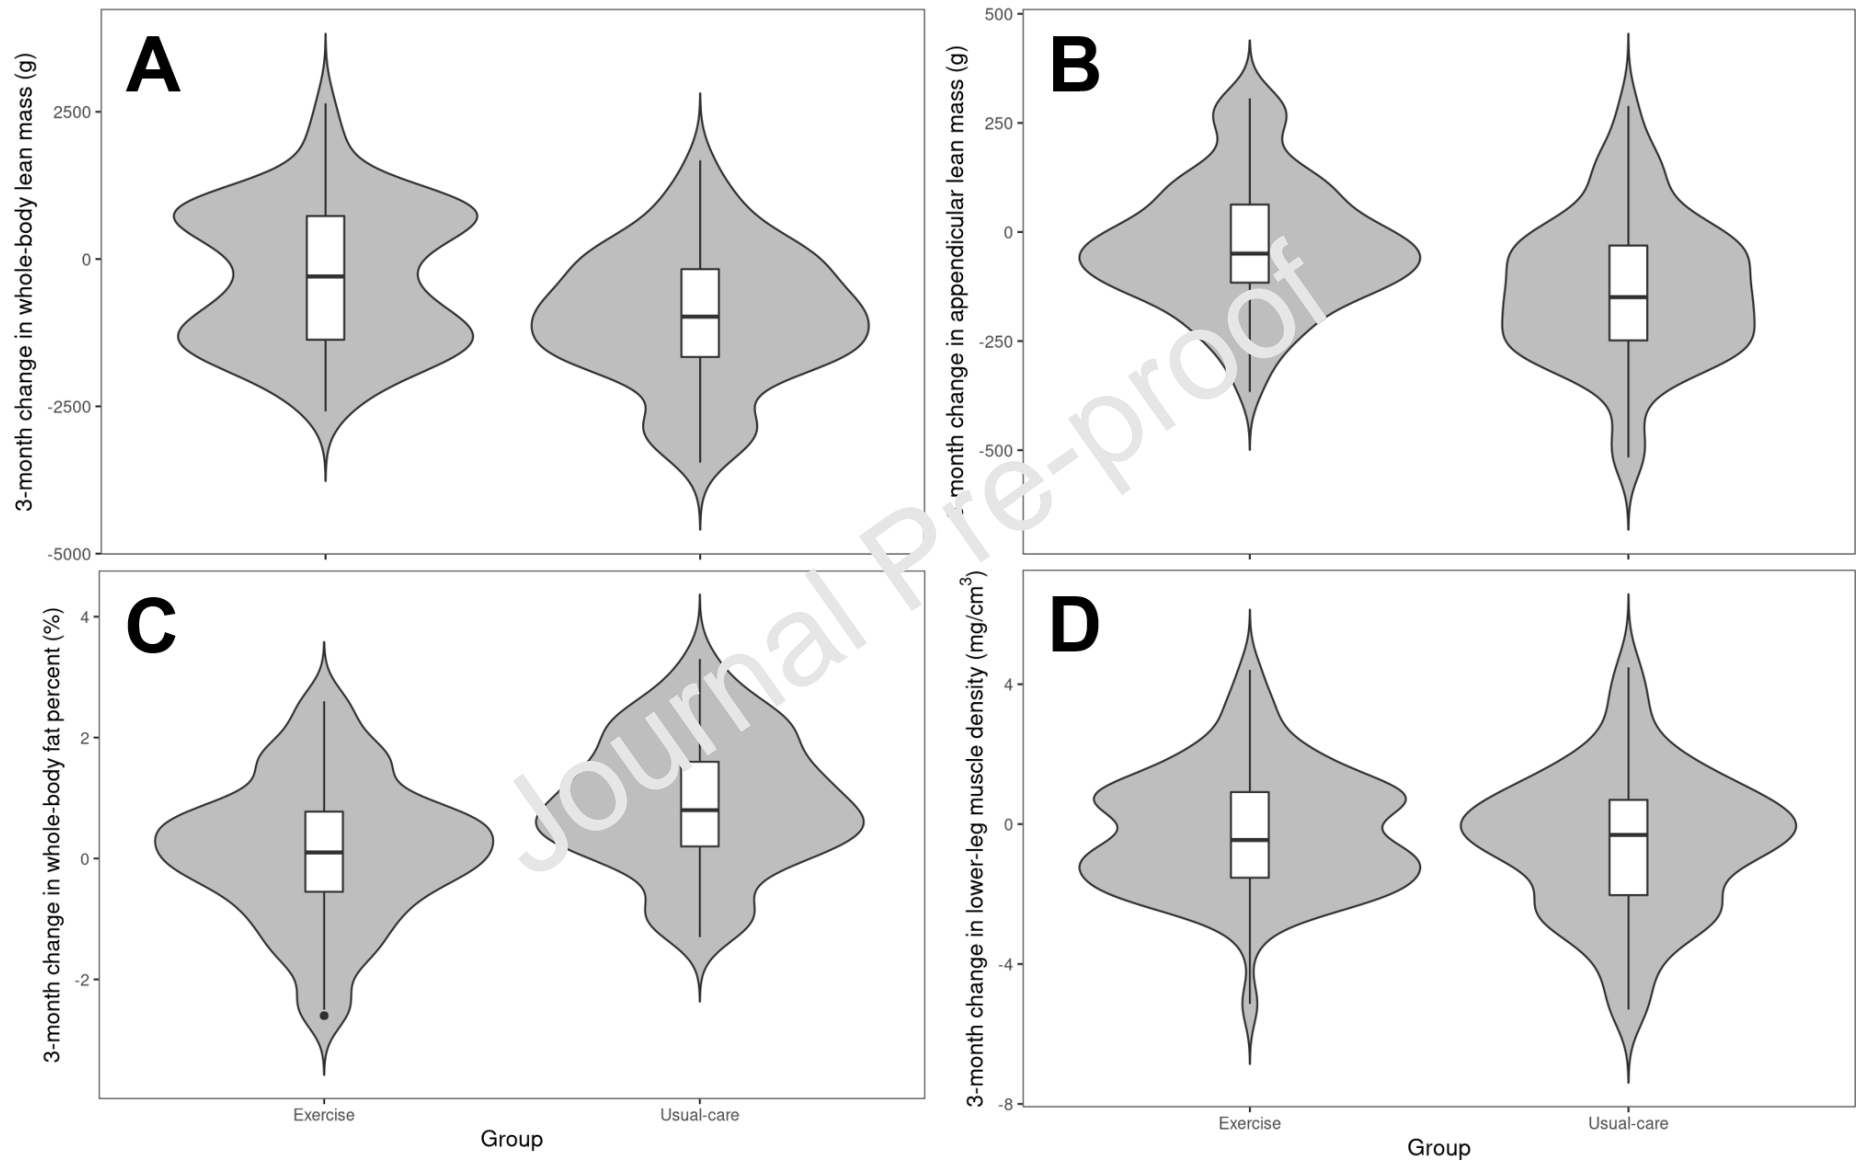 A
3-month change in whole-body lean mass (g)
2500
0
-2500
-5000
B
month change in appendicular lean mass (g)
500
250
0
-250
-500
C
3-month change in whole-body fat percent (%)
4
2
0
-2
Exercise
Usual-care
Group
D
3-month change in lower-leg muscle density (mg/cm³)
4
0
-4
-8
Exercise
Usual-care
Group
Journal Pre-proof